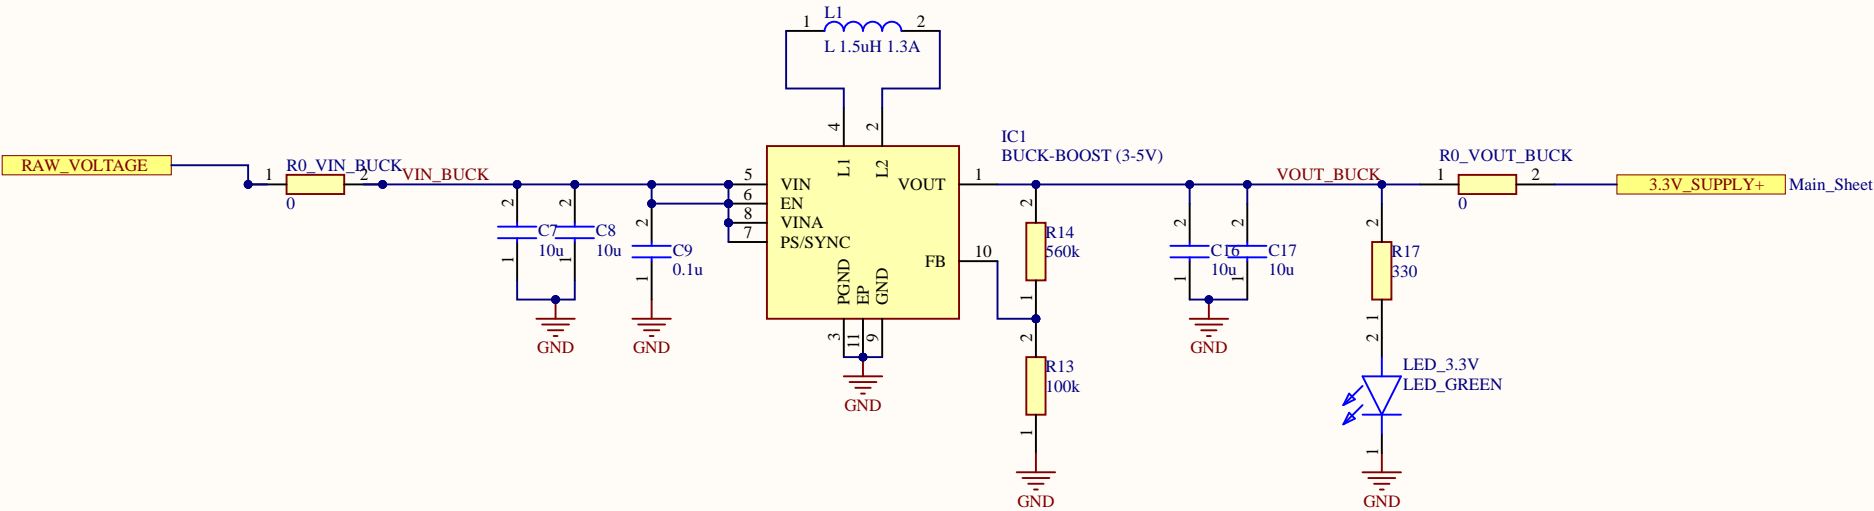 L1
1 2
L 1.5uH 1.3A
4 2
IC1
BUCK-BOOST (3-5V)
RAW_VOLTAGE
1 R0_VIN_BUCK 2
0
VIN_BUCK
5 VIN
6 EN
8 VINA
7 PS/SYNC
L1 L2
VOUT 1
FB 10
PGND EP GND
3 11 9
GND
2 C7
10u
1
2 C8
10u
1
GND
2 C9
0.1u
1
GND
2 R14
560k
1
2 R13
100k
1
GND
2 C16
10u
1
2 C17
10u
1
GND
VOUT_BUCK
2 R17
330
1
2
LED_3.3V
LED_GREEN
1
GND
R0_VOUT_BUCK
1 2
0
3.3V_SUPPLY+ Main_Sheet